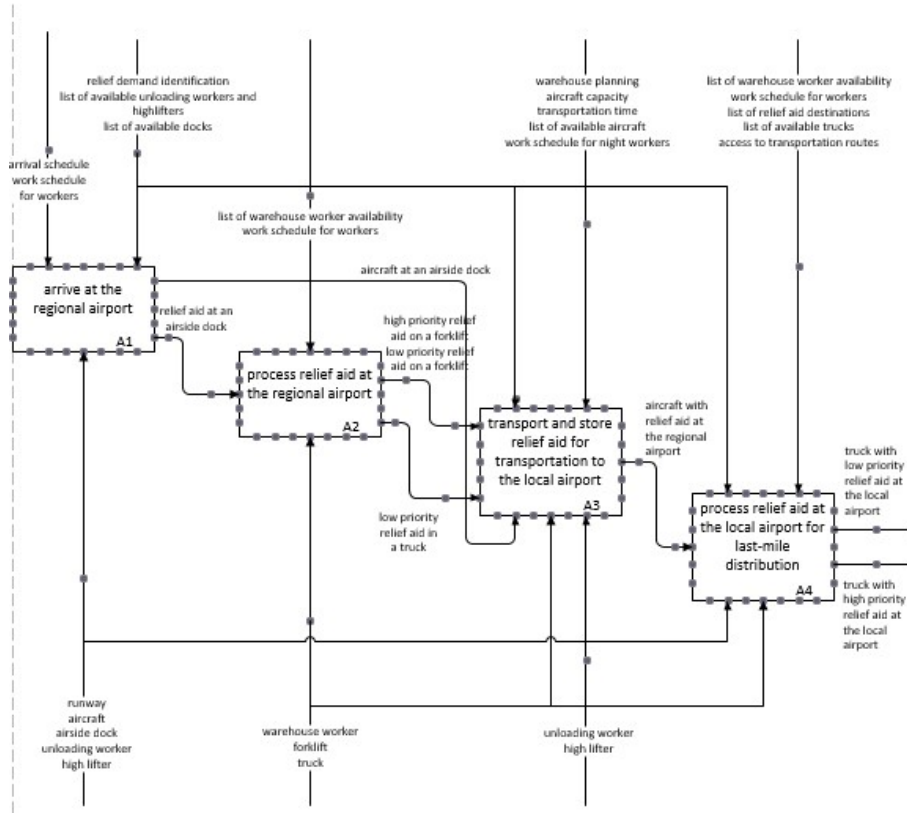 relief demand identification
list of available unloading workers and
highlifters
list of available docks
warehouse planning
aircraft capacity
transportation time
list of available aircraft
work schedule for night workers
list of warehouse worker availability
work schedule for workers
list of relief aid destinations
list of available trucks
access to transportation routes
arrival schedule
work schedule
for workers
list of warehouse worker availability
work schedule for workers
aircraft at an airside dock
arrive at the
regional airport
A1
relief aid at an
airside dock
high priority relief
aid on a forklift
low priority relief
aid on a forklift
process relief aid at
the regional airport
A2
transport and store
relief aid for
transportation to
the local airport
A3
aircraft with
relief aid at
the regional
airport
low priority
relief aid in
a truck
truck with
low priority
relief aid at
the local
airport
process relief aid at
the local airport for
last-mile
distribution
A4
truck with
high priority
relief aid at
the local
airport
runway
aircraft
airside dock
unloading worker
high lifter
warehouse worker
forklift
truck
unloading worker
high lifter